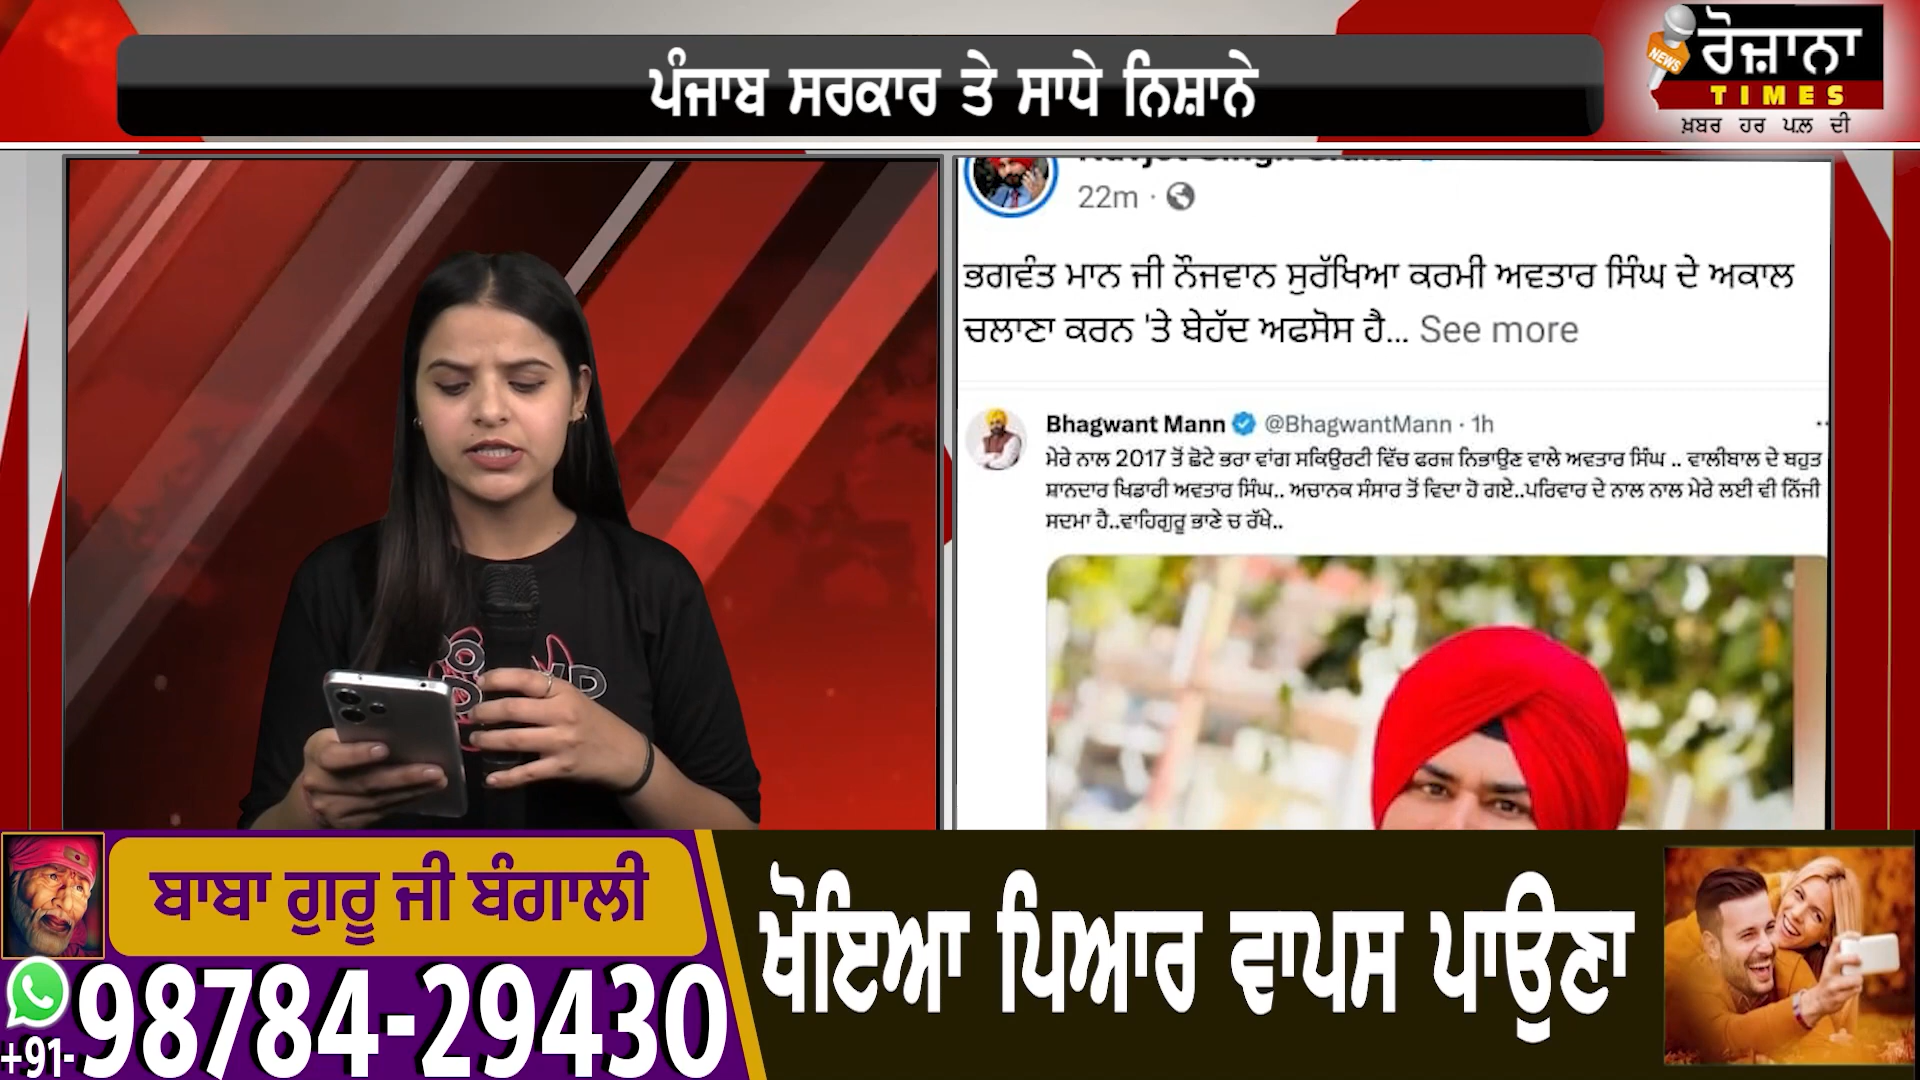 ਪੰਜਾਬ ਸਰਕਾਰ ਤੇ ਸਾਧੇ ਨਿਸ਼ਾਨੇ
NEWS
ਰੋਜ਼ਾਨਾ
TIMES
ਖ਼ਬਰ ਹਰ ਪਲ ਦੀ
22m ·
ਭਗਵੰਤ ਮਾਨ ਜੀ ਨੌਜਵਾਨ ਸੁਰੱਖਿਆ ਕਰਮੀ ਅਵਤਾਰ ਸਿੰਘ ਦੇ ਅਕਾਲ
ਚਲਾਣਾ ਕਰਨ 'ਤੇ ਬੇਹੱਦ ਅਫਸੋਸ ਹੈ... See more
Bhagwant Mann @BhagwantMann · 1h
ਮੇਰੇ ਨਾਲ 2017 ਤੋਂ ਛੋਟੇ ਭਰਾ ਵਾਂਗ ਸਕਿਉਰਟੀ ਵਿੱਚ ਫਰਜ਼ ਨਿਭਾਉਣ ਵਾਲੇ ਅਵਤਾਰ ਸਿੰਘ .. ਵਾਲੀਬਾਲ ਦੇ ਬਹੁਤ
ਸ਼ਾਨਦਾਰ ਖਿਡਾਰੀ ਅਵਤਾਰ ਸਿੰਘ.. ਅਚਾਨਕ ਸੰਸਾਰ ਤੋਂ ਵਿਦਾ ਹੋ ਗਏ..ਪਰਿਵਾਰ ਦੇ ਨਾਲ ਨਾਲ ਮੇਰੇ ਲਈ ਵੀ ਨਿੱਜੀ
ਸਦਮਾ ਹੈ..ਵਾਹਿਗੁਰੂ ਭਾਣੇ ਚ ਰੱਖੇ..
ਬਾਬਾ ਗੁਰੂ ਜੀ ਬੰਗਾਲੀ
+91-98784-29430
ਖੋਇਆ ਪਿਆਰ ਵਾਪਸ ਪਾਉਣਾ